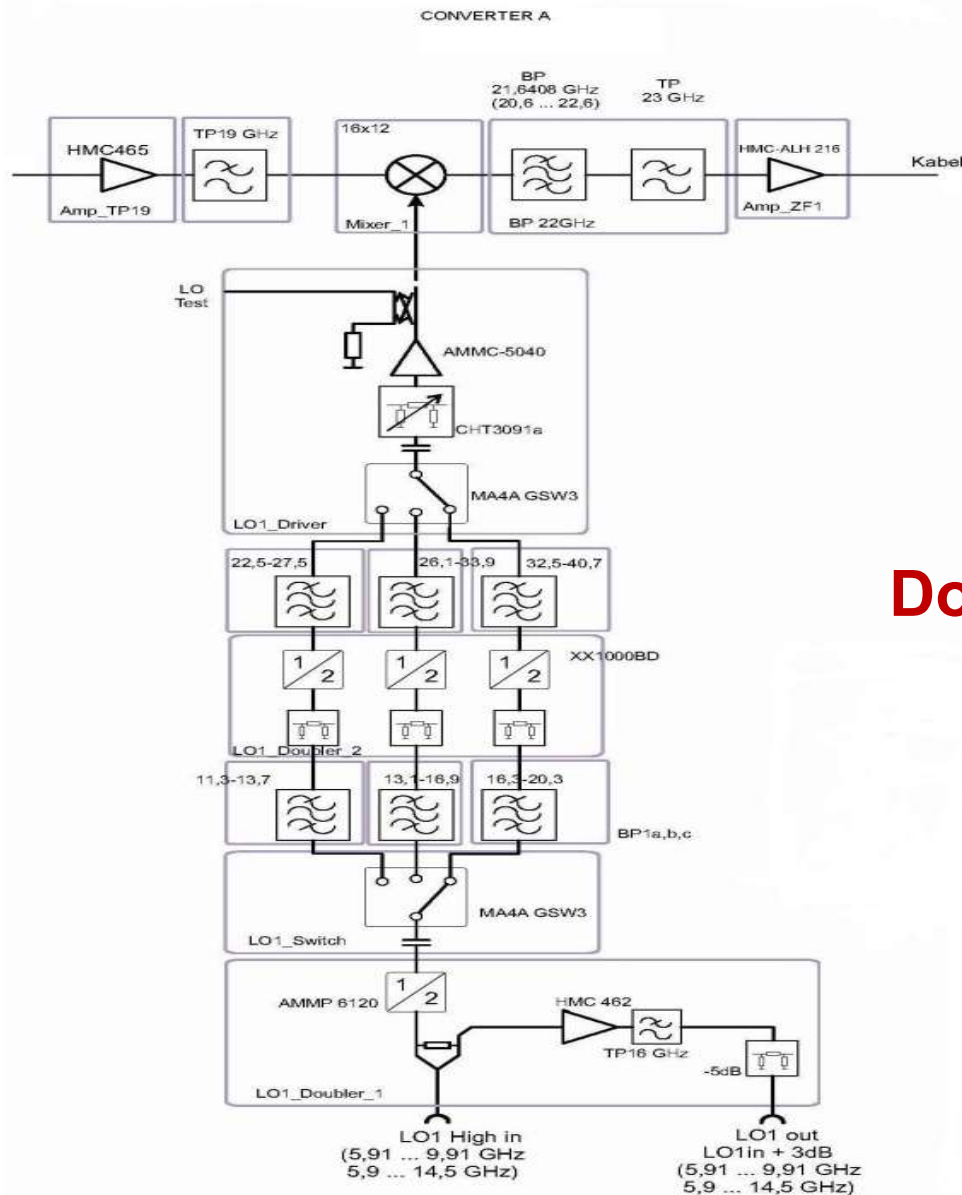 CONVERTER A
BP
21,6408 GHz
(20,6 ... 22,6)
TP
23 GHz
TP19 GHz
16x12
HMC465
HMC-ALH 216
Kabel
Amp_TP19
Mixer_1
BP 22GHz
Amp_ZF1
LO
Test
AMMC-5040
CHT3091a
MA4A GSW3
LO1_Driver
22,5-27,5
26,1-33,9
32,5-40,7
Do
XX1000BD
1/2
1/2
1/2
LO1_Doubler_2
11,3-13,7
13,1-16,9
16,3-20,3
BP1a,b,c
MA4A GSW3
LO1_Switch
1/2
AMMP 6120
HMC 462
TP16 GHz
-5dB
LO1_Doubler_1
LO1 High in
(5,91 ... 9,91 GHz
5,9 ... 14,5 GHz)
LO1 out
LO1in + 3dB
(5,91 ... 9,91 GHz
5,9 ... 14,5 GHz)